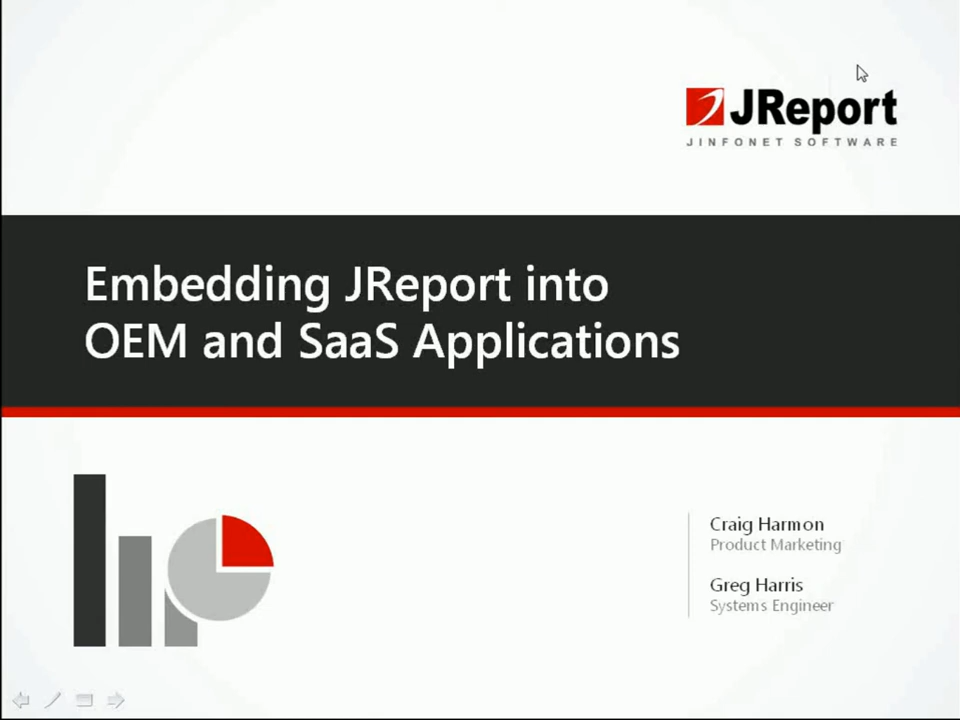 JReport
JINFONET SOFTWARE
Embedding JReport into
OEM and SaaS Applications
Craig Harmon
Product Marketing
Greg Harris
Systems Engineer